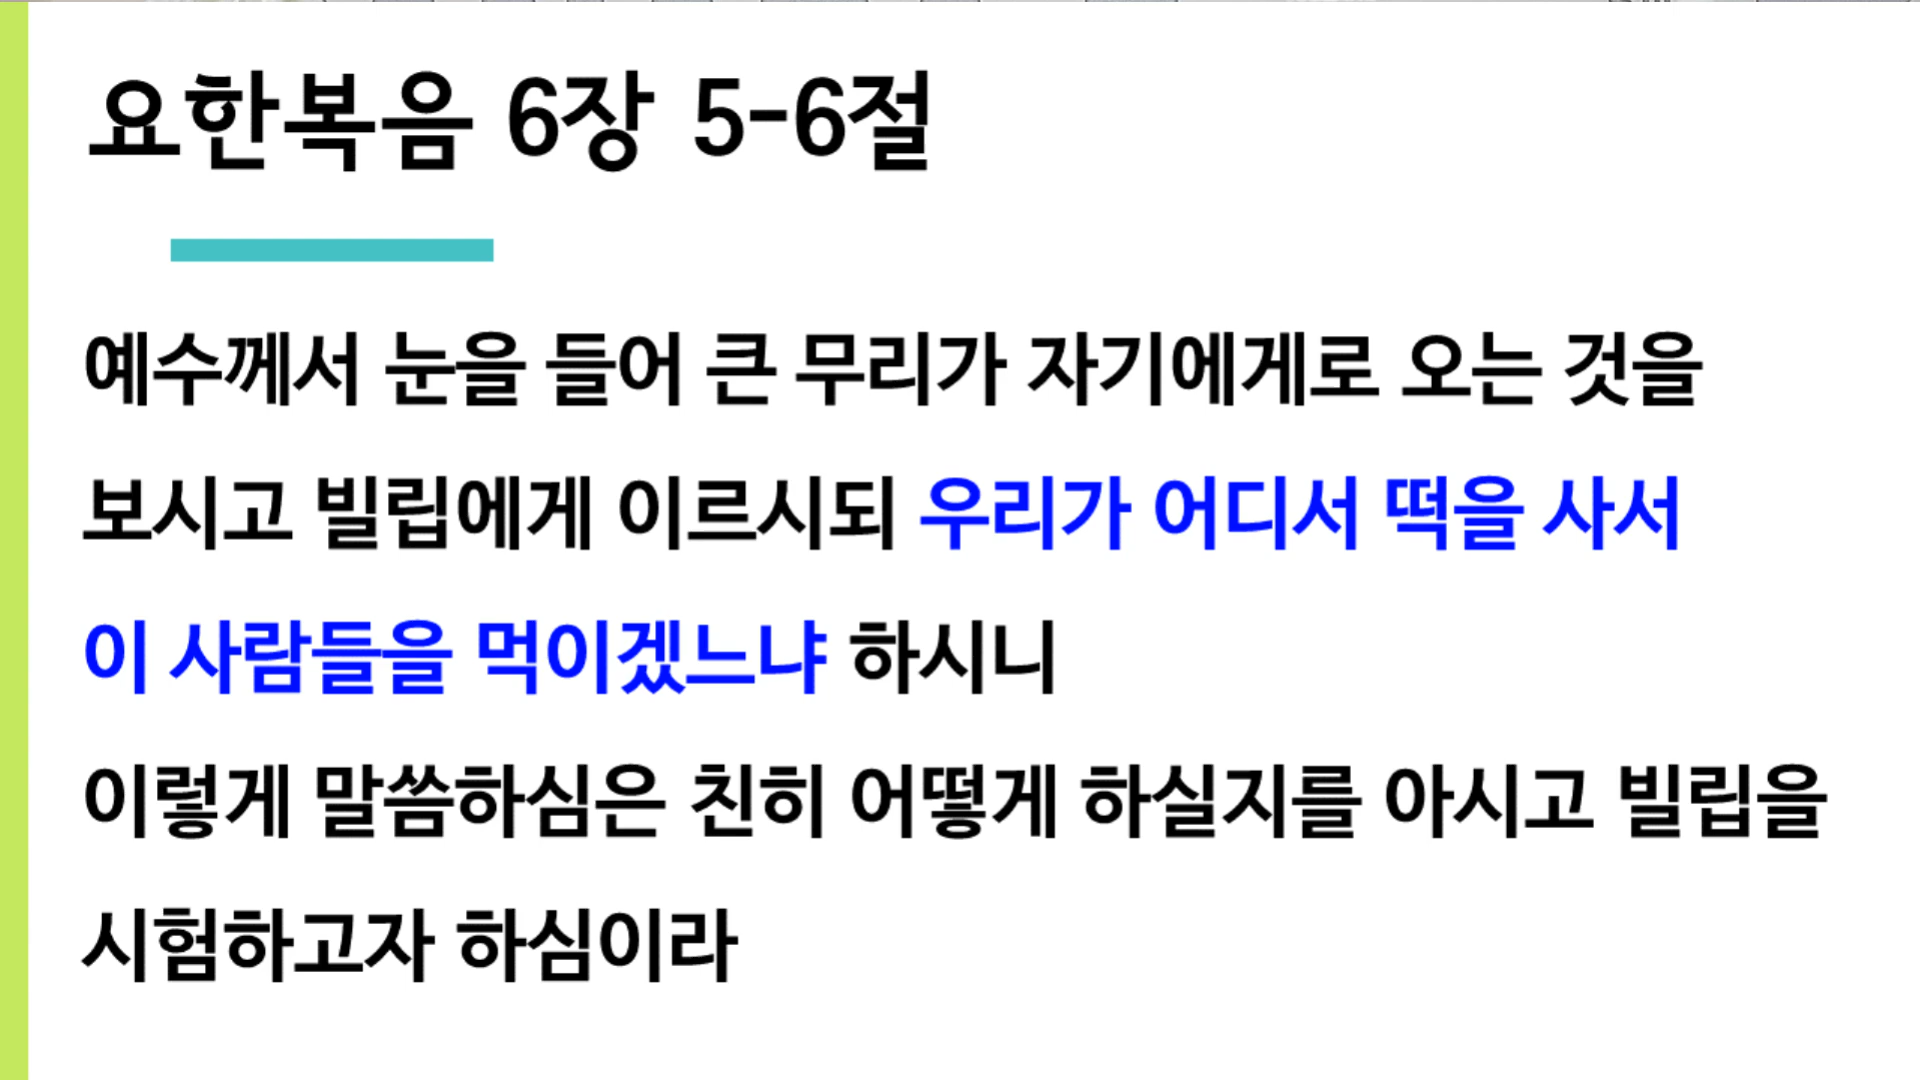 요한복음 6장 5-6절
예수께서 눈을 들어 큰 무리가 자기에게로 오는 것을
보시고 빌립에게 이르시되 우리가 어디서 떡을 사서
이 사람들을 먹이겠느냐 하시니
이렇게 말씀하심은 친히 어떻게 하실지를 아시고 빌립을
시험하고자 하심이라